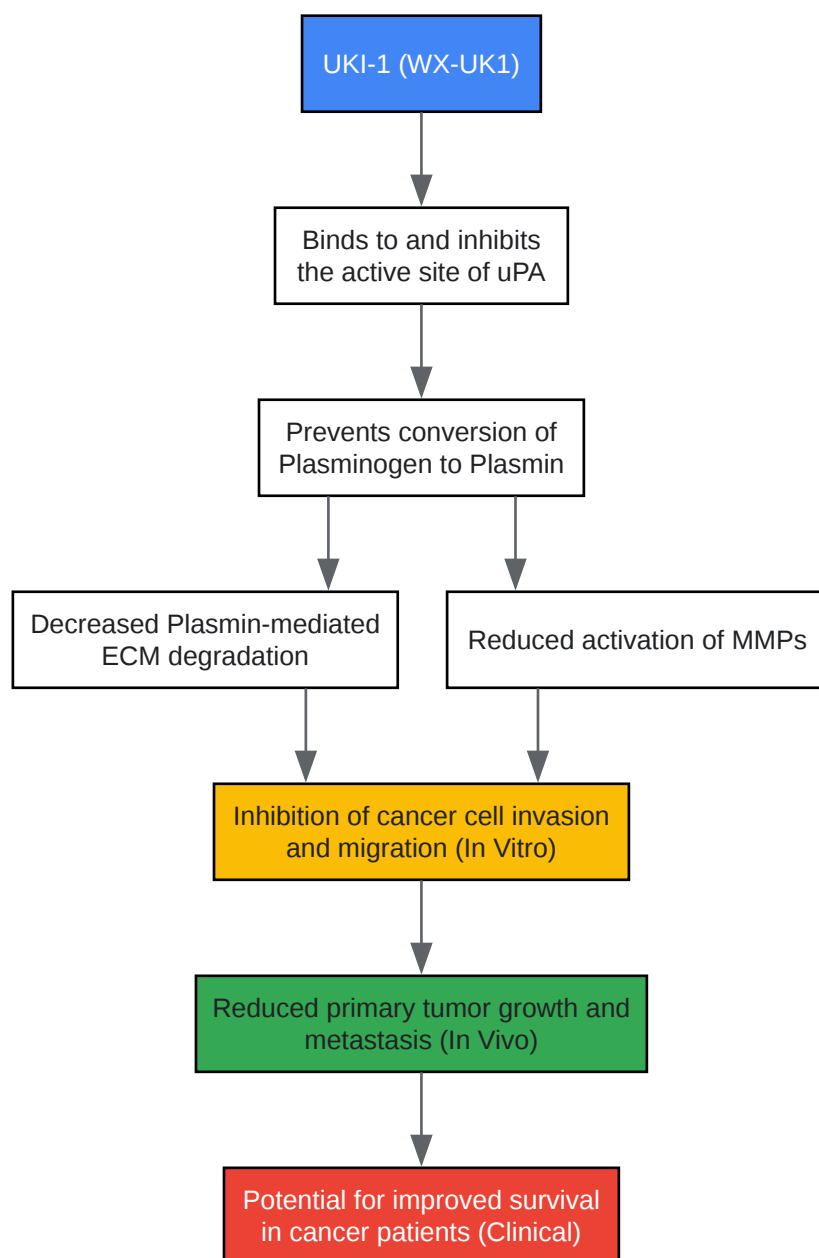 UKI-1 (WX-UK1)
Binds to and inhibits
the active site of uPA
Prevents conversion of
Plasminogen to Plasmin
Decreased Plasmin-mediated
ECM degradation
Reduced activation of MMPs
Inhibition of cancer cell invasion
and migration (In Vitro)
Reduced primary tumor growth and
metastasis (In Vivo)
Potential for improved survival
in cancer patients (Clinical)